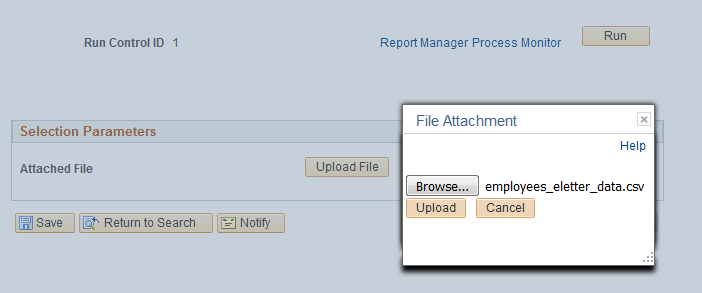 Run Control ID 1 Report Manager Process Monitor Run
Selection Parameters
Attached File Upload File
Save Return to Search Notify
File Attachment
Help
Browse... employees_eletter_data.csv
Upload Cancel